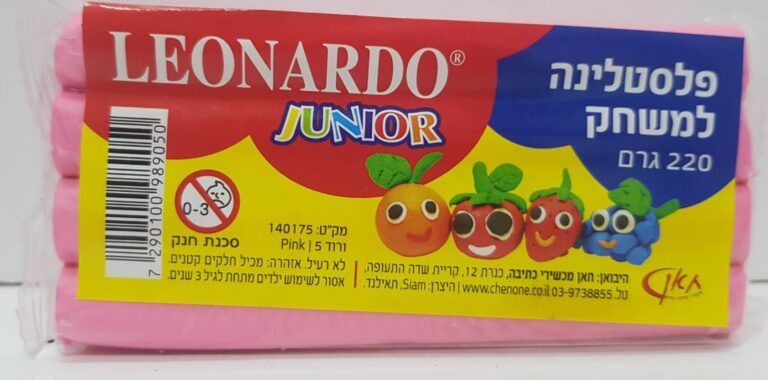 LEONARDO®
JUNIOR
פלסטלינה
למשחק
220 גרם
7 290100 989050
0-3
סכנת חנק
מק"ט: 140175
ורוד 5 | Pink
לא רעיל. אזהרה: מכיל חלקים קטנים.
אסור לשימוש ילדים מתחת לגיל 3 שנים.
היבואן: חאן מכשירי כתיבה, כנרת 12, קריית שדה התעופה,
טל. 03-9738855 www.chenone.co.il | היצרן: Siam, תאילנד.
חאן